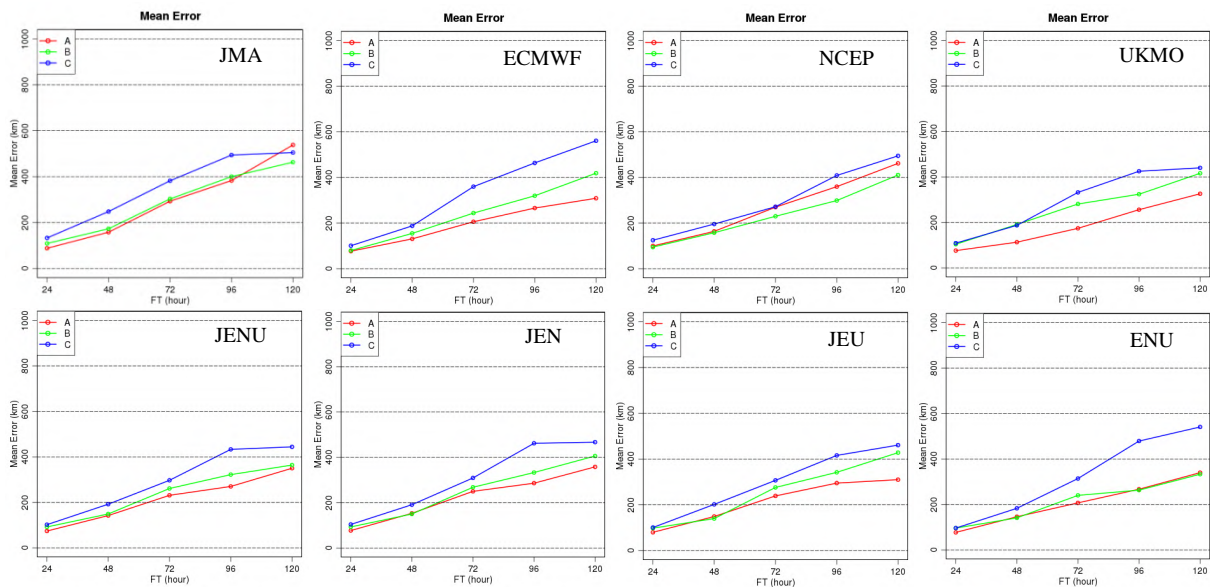 Mean Error
1000
800
600
400
200
0
Mean Error (km)
A
B
C
JMA
24 48 72 96 120
FT (hour)
Mean Error
1000
800
600
400
200
0
Mean Error (km)
A
B
C
ECMWF
24 48 72 96 120
FT (hour)
Mean Error
1000
800
600
400
200
0
Mean Error (km)
A
B
C
NCEP
24 48 72 96 120
FT (hour)
Mean Error
1000
800
600
400
200
0
Mean Error (km)
A
B
C
UKMO
24 48 72 96 120
FT (hour)
1000
800
600
400
200
0
Mean Error (km)
A
B
C
JENU
24 48 72 96 120
FT (hour)
1000
800
600
400
200
0
Mean Error (km)
A
B
C
JEN
24 48 72 96 120
FT (hour)
1000
800
600
400
200
0
Mean Error (km)
A
B
C
JEU
24 48 72 96 120
FT (hour)
1000
800
600
400
200
0
Mean Error (km)
A
B
C
ENU
24 48 72 96 120
FT (hour)